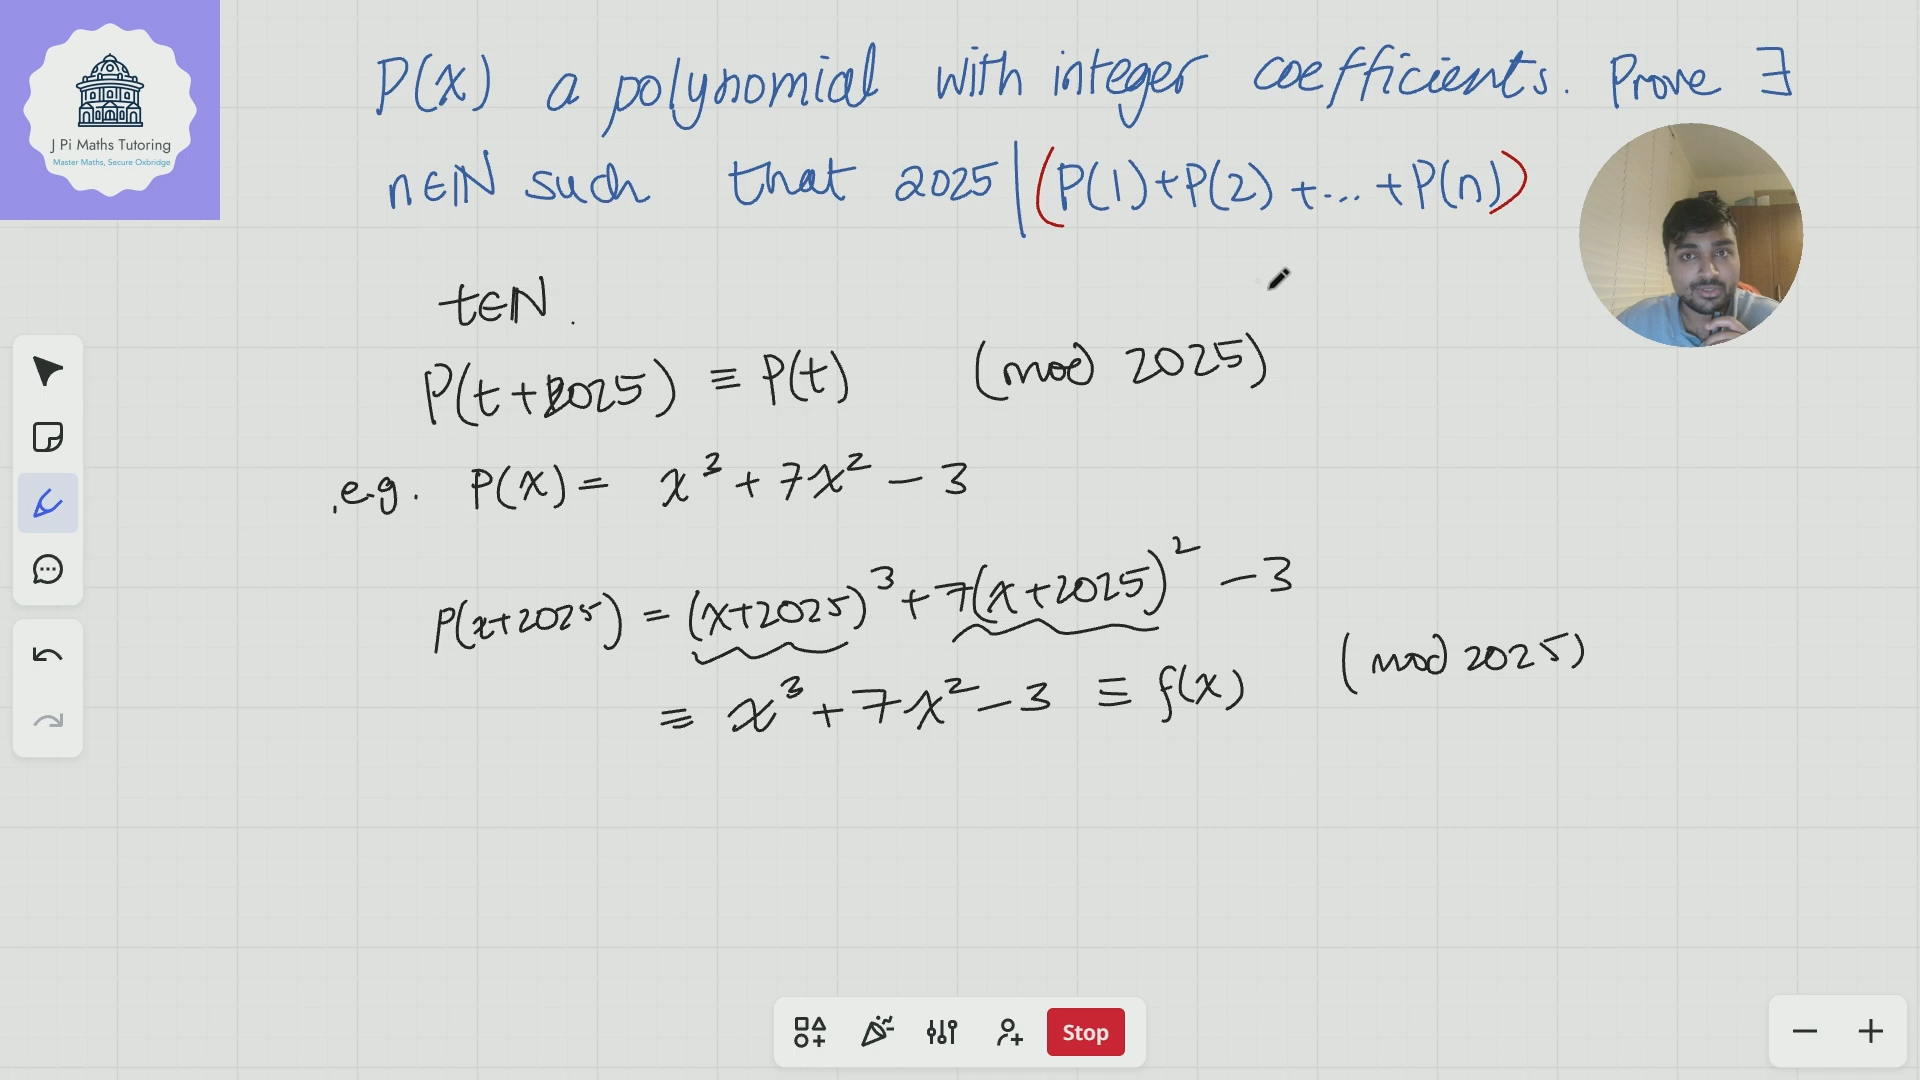 J Pi Maths Tutoring
Master Maths, Secure Oxbridge
P(x) a polynomial with integer coefficients. Prove ∃
n∈ℕ such that 2025 | (P(1)+P(2)+...+P(n))
t∈ℕ.
P(t+2025) ≡ P(t) (mod 2025)
e.g. P(x) = x³ + 7x² - 3
P(x+2025) = (x+2025)³ + 7(x+2025)² - 3
≡ x³ + 7x² - 3 ≡ f(x) (mod 2025)
Stop